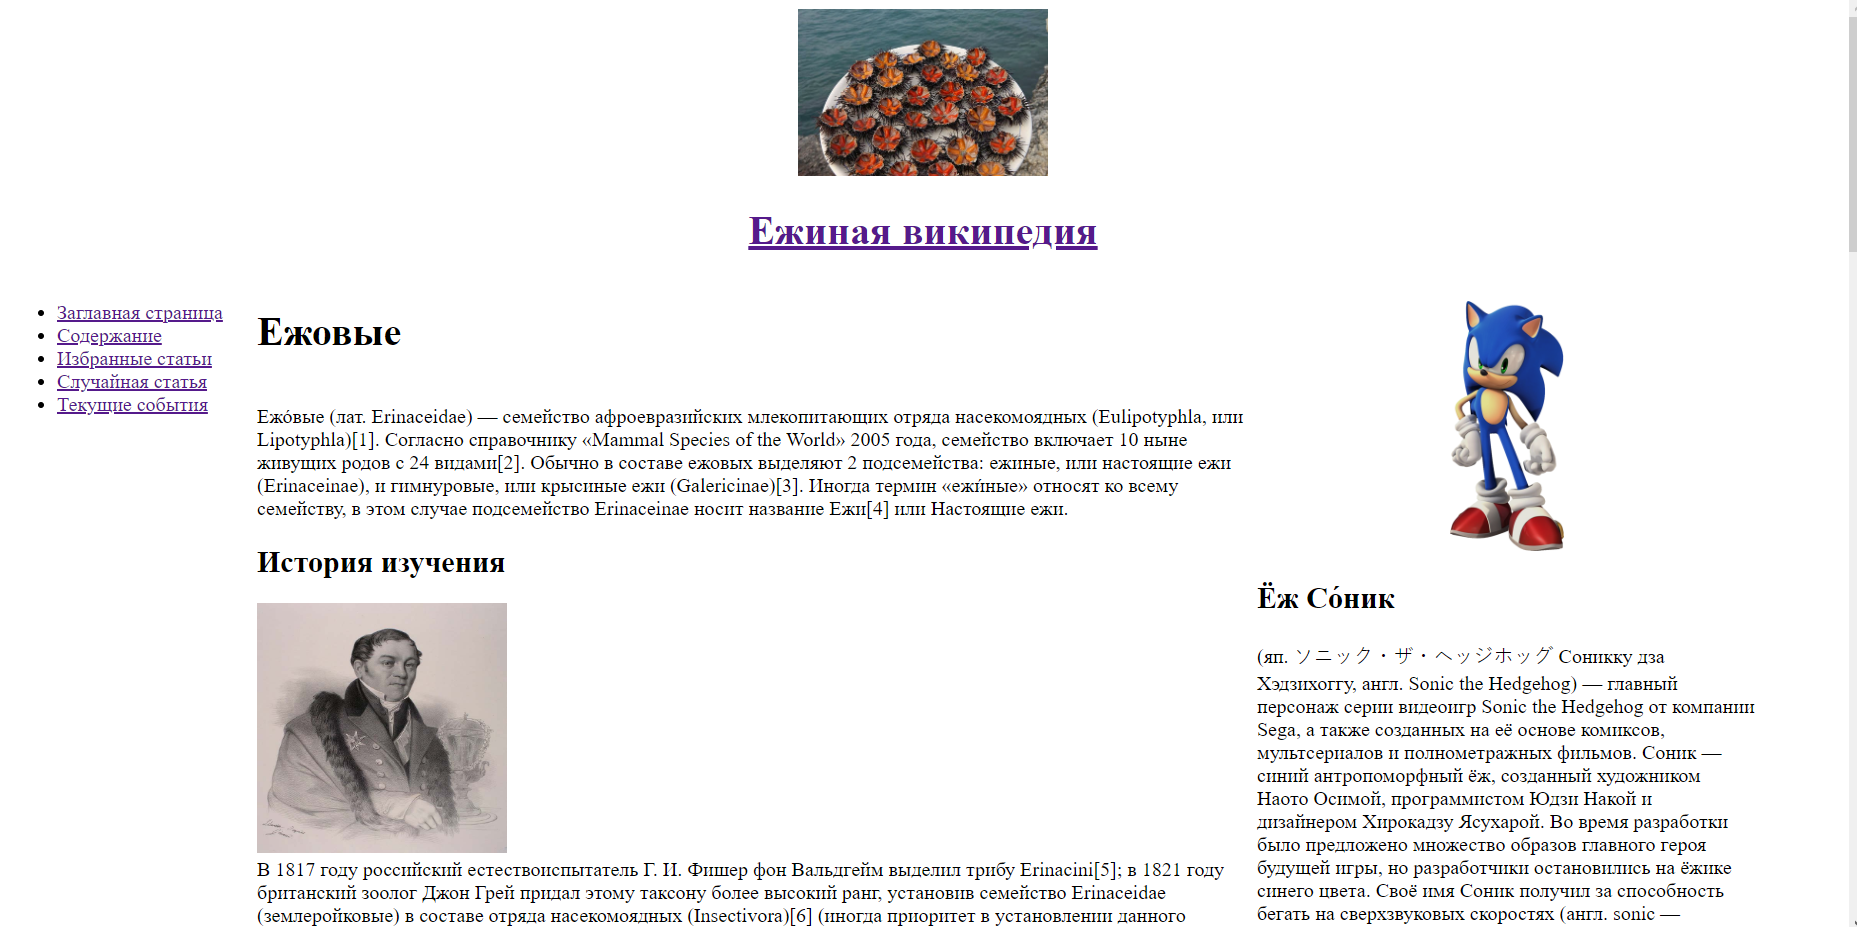 Ежиная википедия
Заглавная страница
Содержание
Избранные статьи
Случайная статья
Текущие события
Ежовые
Ежо́вые (лат. Erinaceidae) — семейство афроевразийских млекопитающих отряда насекомоядных (Eulipotyphla, или
Lipotyphla)[1]. Согласно справочнику «Mammal Species of the World» 2005 года, семейство включает 10 ныне
живущих родов с 24 видами[2]. Обычно в составе ежовых выделяют 2 подсемейства: ежиные, или настоящие ежи
(Erinaceinae), и гимнуровые, или крысиные ежи (Galericinae)[3]. Иногда термин «ежи́ные» относят ко всему
семейству, в этом случае подсемейство Erinaceinae носит название Ежи[4] или Настоящие ежи.
История изучения
В 1817 году российский естествоиспытатель Г. И. Фишер фон Вальдгейм выделил трибу Erinacini[5]; в 1821 году
британский зоолог Джон Грей придал этому таксону более высокий ранг, установив семейство Erinaceidae
(землеройковые) в составе отряда насекомоядных (Insectivora)[6] (иногда приоритет в установлении данного
Ёж Со́ник
(яп. ソニック・ザ・ヘッジホッグ Соникку дза
Хэдзихоггу, англ. Sonic the Hedgehog) — главный
персонаж серии видеоигр Sonic the Hedgehog от компании
Sega, а также созданных на её основе комиксов,
мультсериалов и полнометражных фильмов. Соник —
синий антропоморфный ёж, созданный художником
Наото Осимой, программистом Юдзи Накой и
дизайнером Хирокадзу Ясухарой. Во время разработки
было предложено множество образов главного героя
будущей игры, но разработчики остановились на ёжике
синего цвета. Своё имя Соник получил за способность
бегать на сверхзвуковых скоростях (англ. sonic —